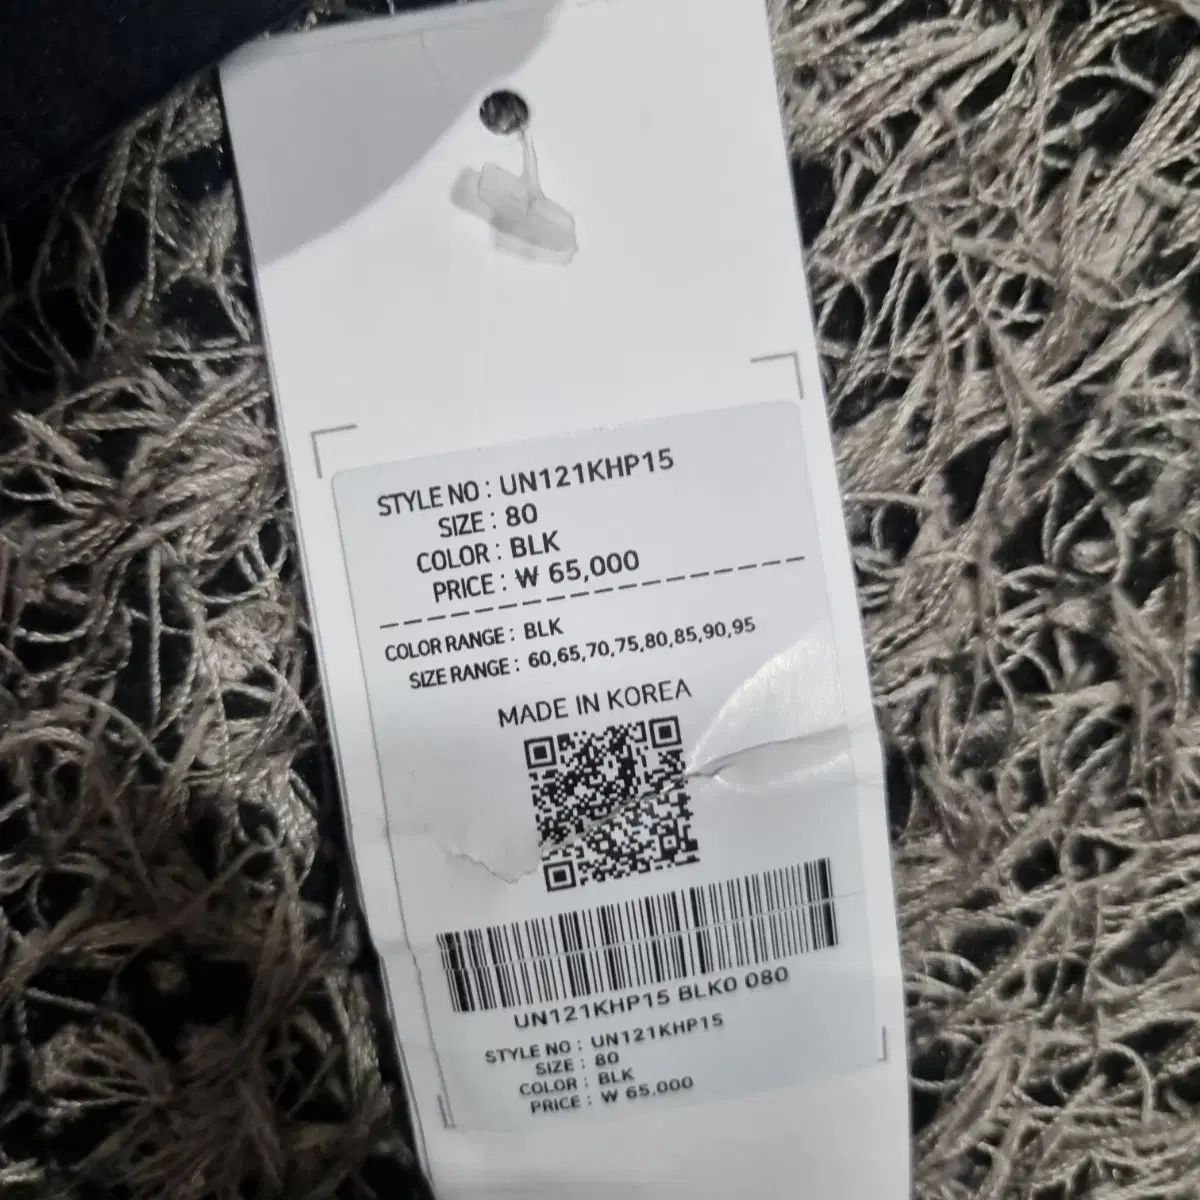 STYLE NO : UN121KHP15
SIZE : 80
COLOR : BLK
PRICE : ₩ 65,000
COLOR RANGE : BLK
SIZE RANGE : 60,65,70,75,80,85,90,95
MADE IN KOREA
UN121KHP15 BLK0 080
STYLE NO : UN121KHP15
SIZE : 80
COLOR : BLK
PRICE : ₩ 65,000